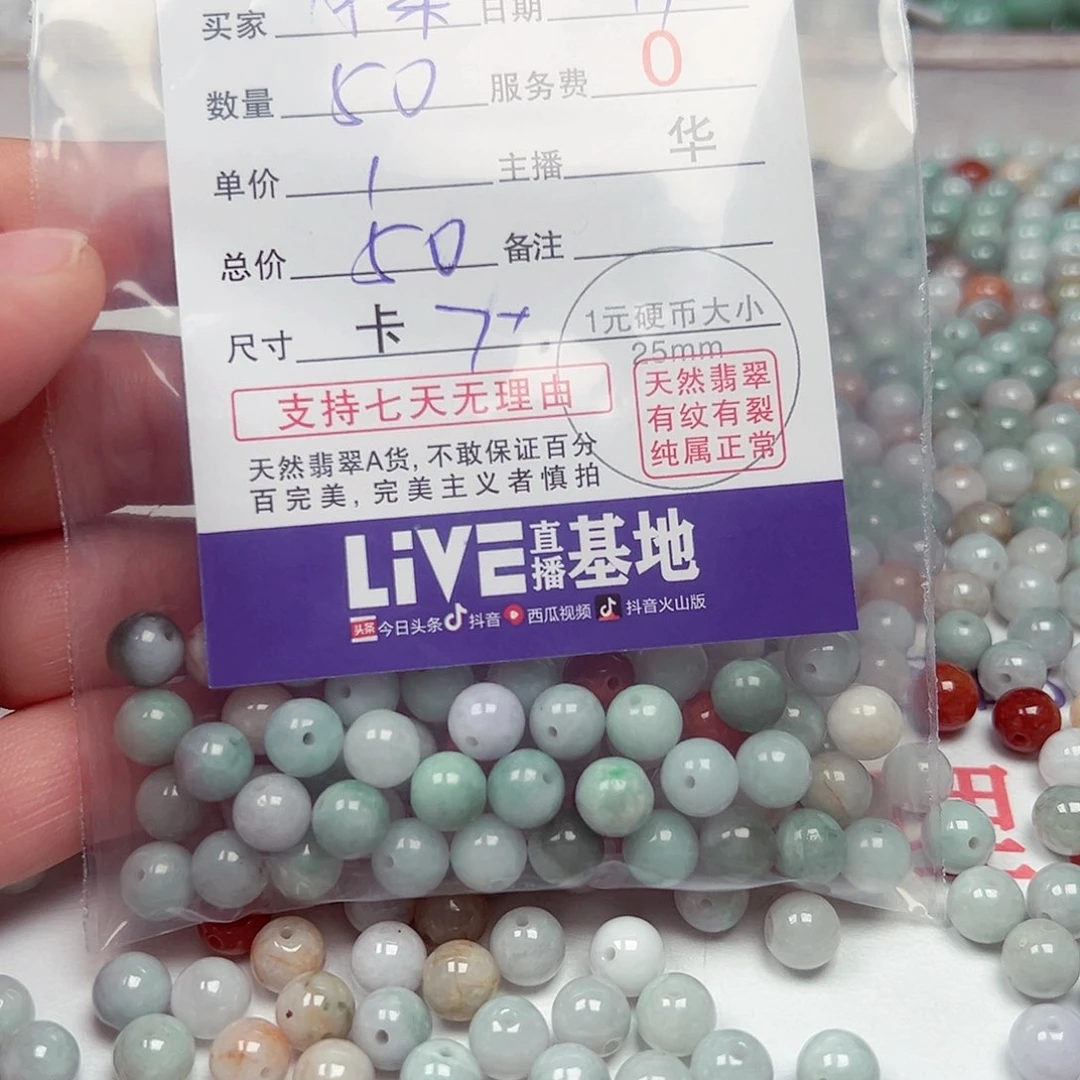 买家 日期
数量 50 服务费 0
单价 1 主播 华
总价 50 备注
尺寸 卡 7+
1元硬币大小
25mm
支持七天无理由
天然翡翠
有纹有裂
纯属正常
天然翡翠A货,不敢保证百分
百完美,完美主义者慎拍
LiVE直播基地
头条 今日头条 抖音 西瓜视频 抖音火山版